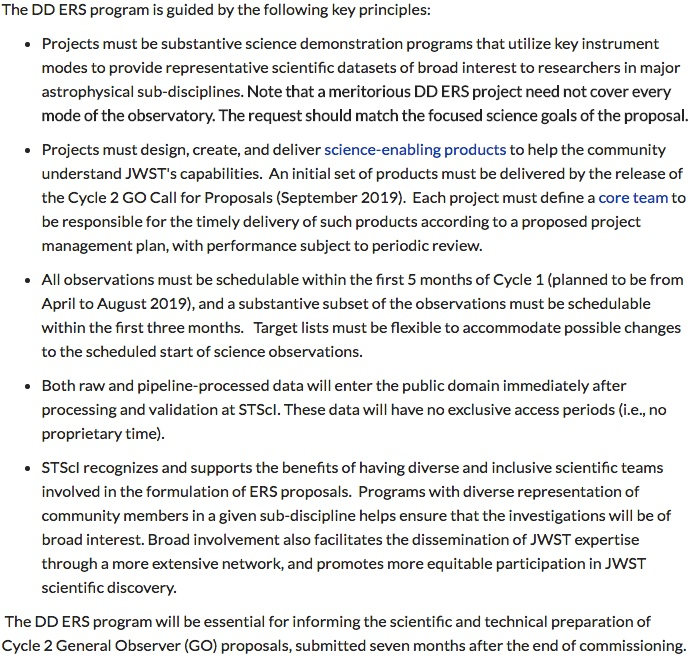 The DD ERS program is guided by the following key principles:
• Projects must be substantive science demonstration programs that utilize key instrument
modes to provide representative scientific datasets of broad interest to researchers in major
astrophysical sub-disciplines. Note that a meritorious DD ERS project need not cover every
mode of the observatory. The request should match the focused science goals of the proposal.
• Projects must design, create, and deliver science-enabling products to help the community
understand JWST's capabilities. An initial set of products must be delivered by the release of
the Cycle 2 GO Call for Proposals (September 2019). Each project must define a core team to
be responsible for the timely delivery of such products according to a proposed project
management plan, with performance subject to periodic review.
• All observations must be schedulable within the first 5 months of Cycle 1 (planned to be from
April to August 2019), and a substantive subset of the observations must be schedulable
within the first three months. Target lists must be flexible to accommodate possible changes
to the scheduled start of science observations.
• Both raw and pipeline-processed data will enter the public domain immediately after
processing and validation at STScI. These data will have no exclusive access periods (i.e., no
proprietary time).
• STScI recognizes and supports the benefits of having diverse and inclusive scientific teams
involved in the formulation of ERS proposals. Programs with diverse representation of
community members in a given sub-discipline helps ensure that the investigations will be of
broad interest. Broad involvement also facilitates the dissemination of JWST expertise
through a more extensive network, and promotes more equitable participation in JWST
scientific discovery.
The DD ERS program will be essential for informing the scientific and technical preparation of
Cycle 2 General Observer (GO) proposals, submitted seven months after the end of commissioning.